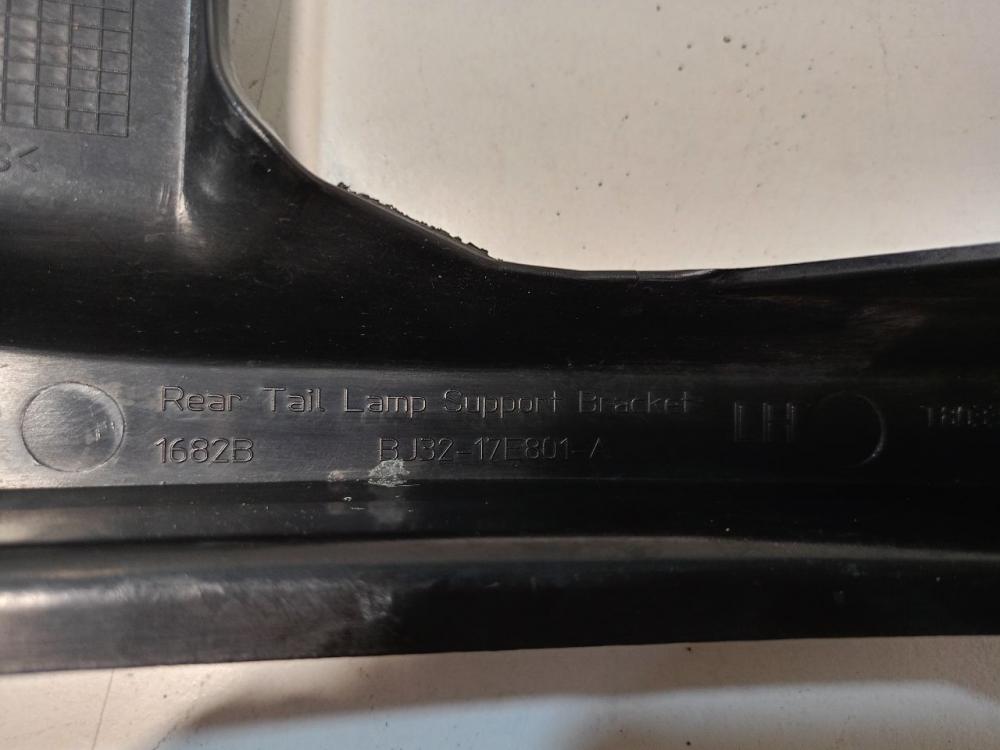 Rear Tail Lamp Support Bracket LH
1682B BJ32-17E801-A